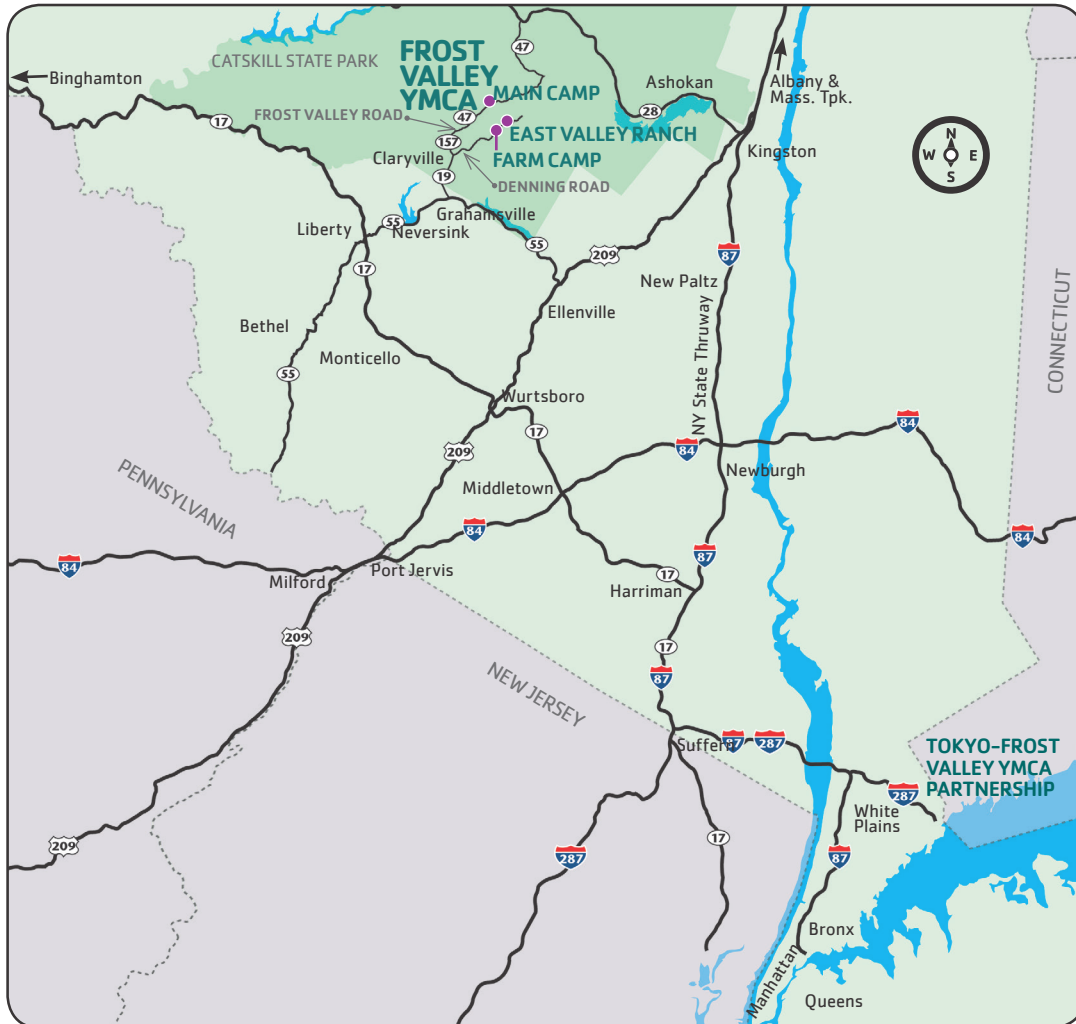 47
FROST
VALLEY
YMCA
CATSKILL STATE PARK
Binghamton
Ashokan
Albany &
Mass. Tpk.
MAIN CAMP
FROST VALLEY ROAD
47
28
17
EAST VALLEY RANCH
157
FARM CAMP
Claryville
Kingston
N
W E
S
19
DENNING ROAD
Grahamsville
55
Neversink
Liberty
55
209
87
17
New Paltz
Ellenville
Bethel
Monticello
55
NY State Thruway
CONNECTICUT
Wurtsboro
17
84
84
209
Newburgh
PENNSYLVANIA
Middletown
84
84
87
84
Port Jervis
Milford
17
Harriman
209
17
87
NEW JERSEY
Suffern
87
287
TOKYO-FROST
VALLEY YMCA
PARTNERSHIP
287
White
Plains
17
209
287
87
Bronx
Manhattan
Queens